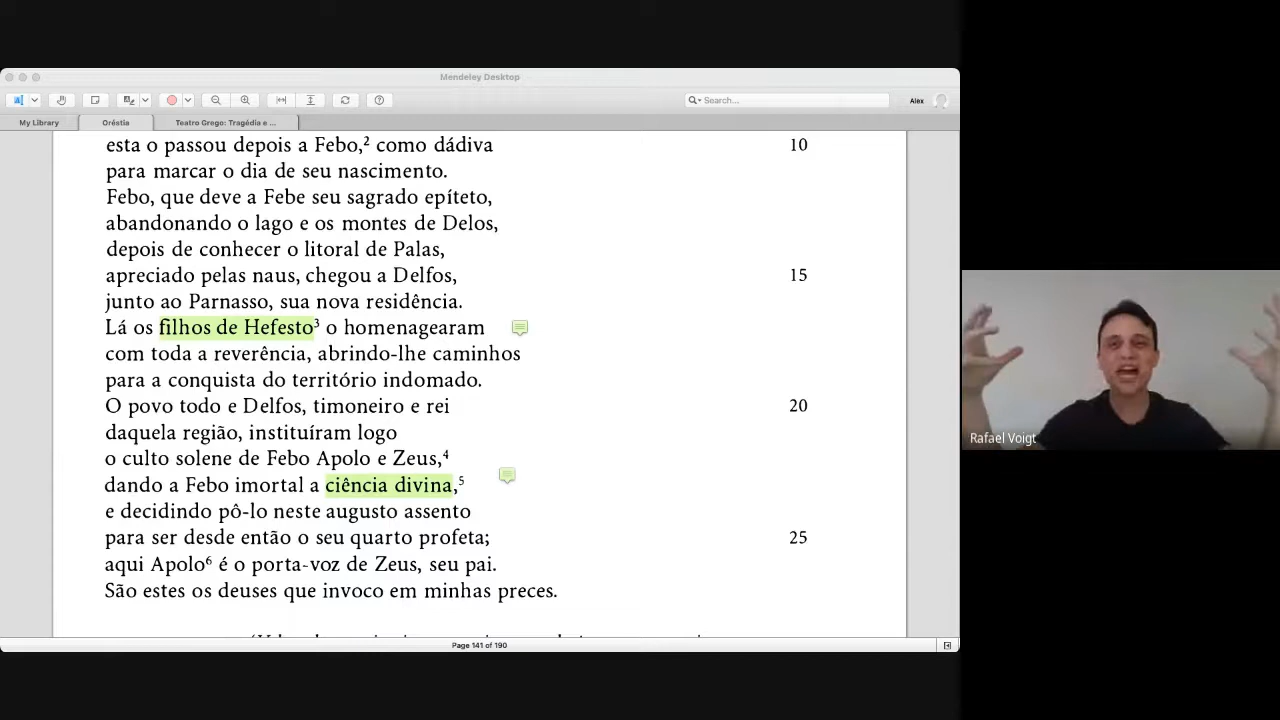 Mendeley Desktop
Search...
Alex
My Library
Oréstia
Teatro Grego: Tragédia e ...
esta o passou depois a Febo,² como dádiva
10
para marcar o dia de seu nascimento.
Febo, que deve a Febe seu sagrado epíteto,
abandonando o lago e os montes de Delos,
depois de conhecer o litoral de Palas,
apreciado pelas naus, chegou a Delfos,
15
junto ao Parnasso, sua nova residência.
Lá os filhos de Hefesto³ o homenagearam
com toda a reverência, abrindo-lhe caminhos
para a conquista do território indomado.
O povo todo e Delfos, timoneiro e rei
20
daquela região, instituíram logo
o culto solene de Febo Apolo e Zeus,⁴
dando a Febo imortal a ciência divina,⁵
e decidindo pô-lo neste augusto assento
para ser desde então o seu quarto profeta;
25
aqui Apolo⁶ é o porta-voz de Zeus, seu pai.
São estes os deuses que invoco em minhas preces.
Page 141 of 190
Rafael Voigt